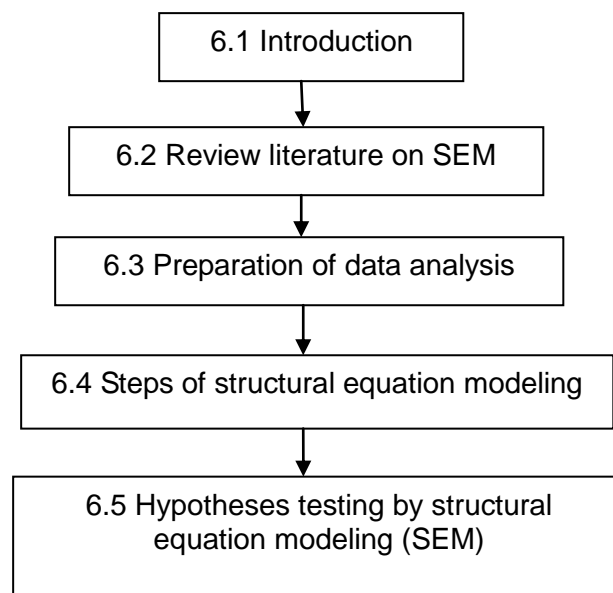 6.1 Introduction
6.2 Review literature on SEM
6.3 Preparation of data analysis
6.4 Steps of structural equation modeling
6.5 Hypotheses testing by structural
equation modeling (SEM)